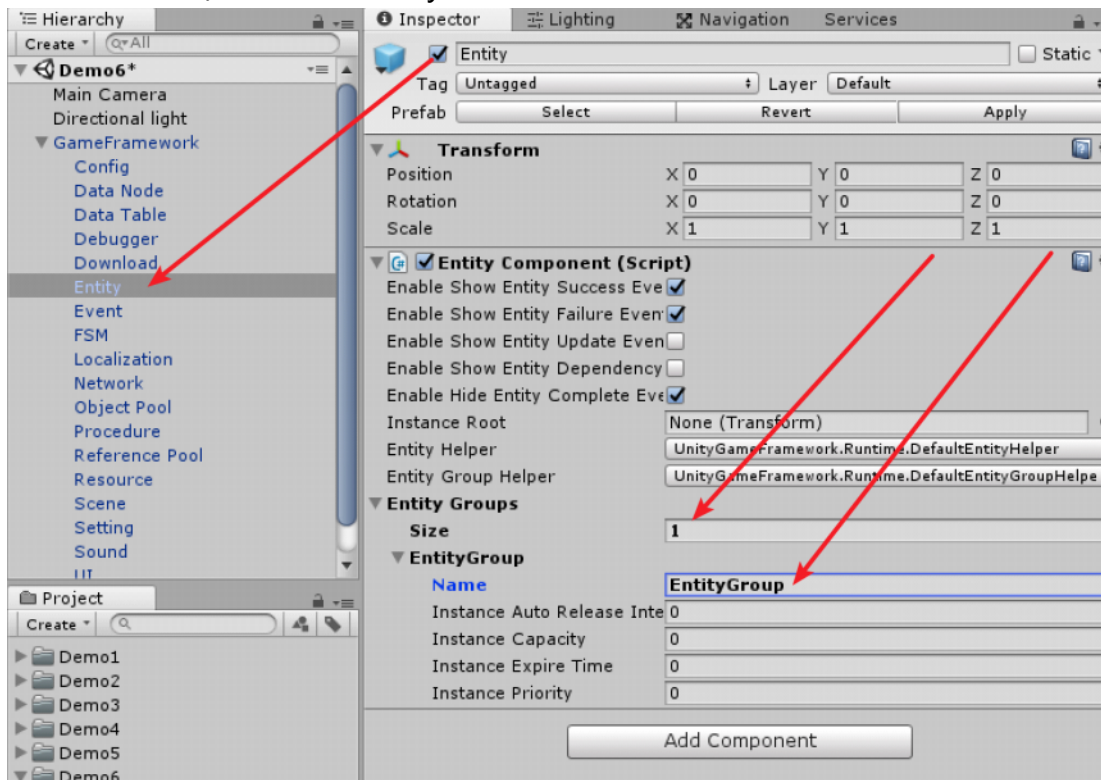 Hierarchy
Create All
Demo6*
Main Camera
Directional light
GameFramework
Config
Data Node
Data Table
Debugger
Download
Entity
Event
FSM
Localization
Network
Object Pool
Procedure
Reference Pool
Resource
Scene
Setting
Sound
UI
Project
Create
Demo1
Demo2
Demo3
Demo4
Demo5
Demo6
Inspector Lighting Navigation Services
Entity Static
Tag Untagged Layer Default
Prefab Select Revert Apply
Transform
Position X 0 Y 0 Z 0
Rotation X 0 Y 0 Z 0
Scale X 1 Y 1 Z 1
Entity Component (Script)
Enable Show Entity Success Eve
Enable Show Entity Failure Even
Enable Show Entity Update Even
Enable Show Entity Dependency
Enable Hide Entity Complete Eve
Instance Root None (Transform)
Entity Helper UnityGameFramework.Runtime.DefaultEntityHelper
Entity Group Helper UnityGameFramework.Runtime.DefaultEntityGroupHelpe
Entity Groups
Size 1
EntityGroup
Name EntityGroup
Instance Auto Release Inte 0
Instance Capacity 0
Instance Expire Time 0
Instance Priority 0
Add Component